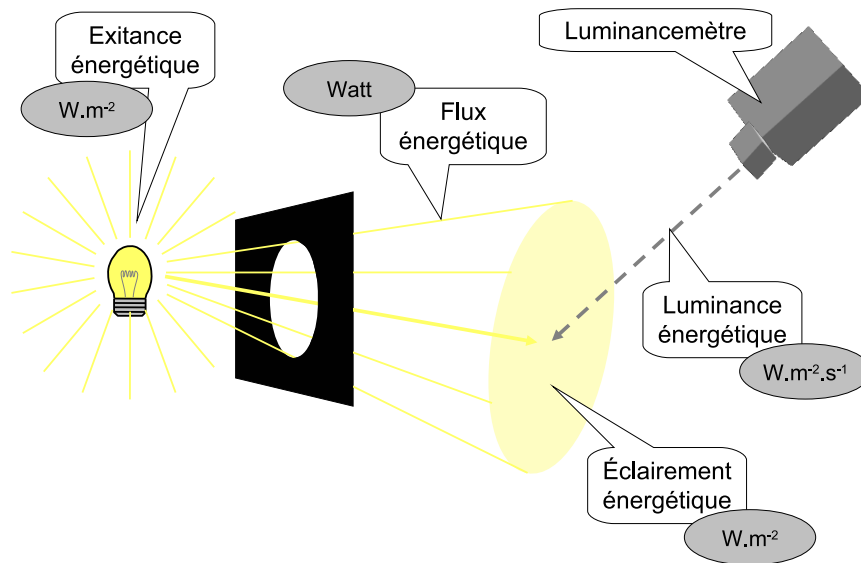 Exitance
énergétique
W.m⁻²
Watt
Flux
énergétique
Luminancemètre
Luminance
énergétique
W.m⁻².s⁻¹
Éclairement
énergétique
W.m⁻²